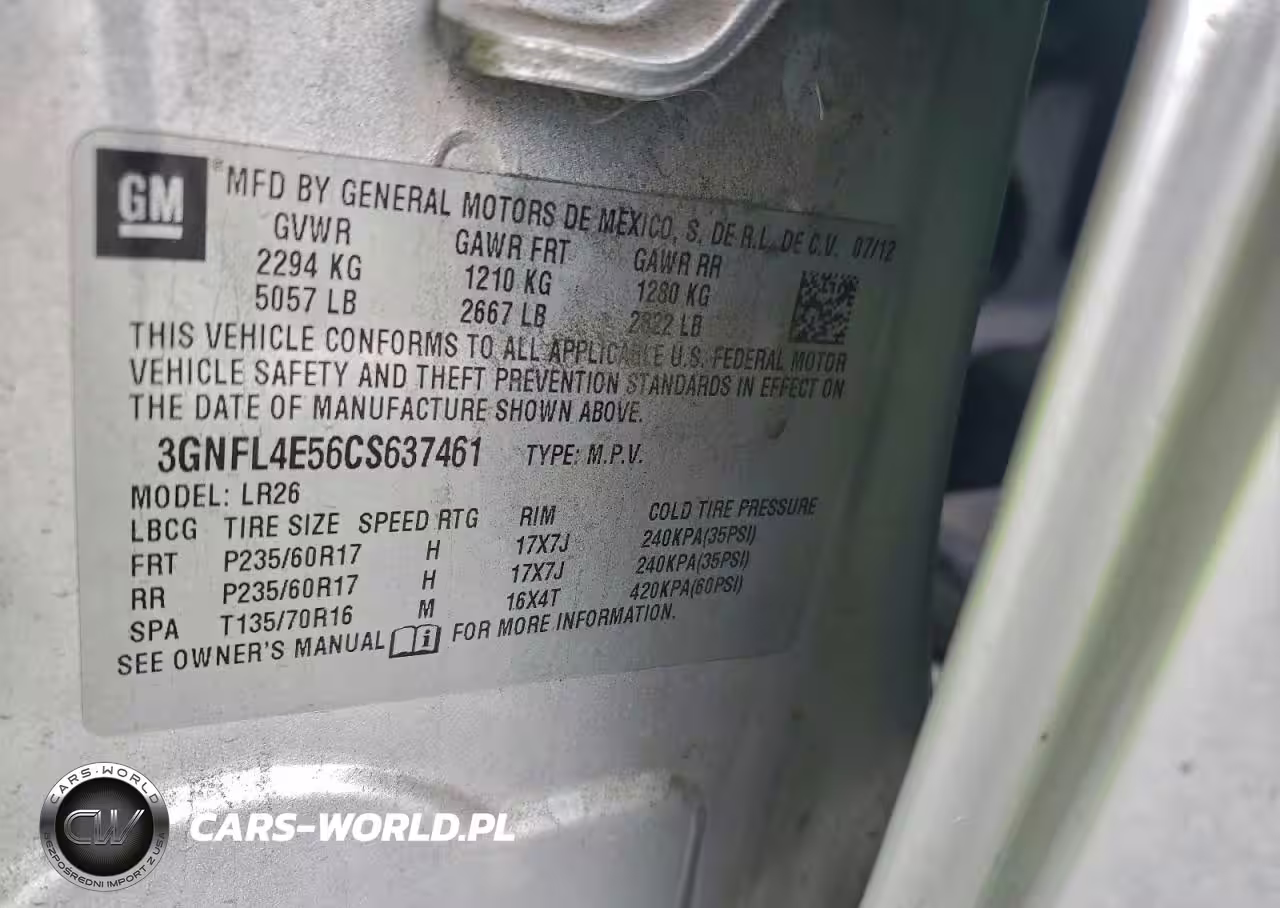 GM
® MFD BY GENERAL MOTORS DE MEXICO, S. DE R.L. DE C.V. 07/12
GVWR GAWR FRT GAWR RR
2294 KG 1210 KG 1280 KG
5057 LB 2667 LB 2822 LB
THIS VEHICLE CONFORMS TO ALL APPLICABLE U.S. FEDERAL MOTOR
VEHICLE SAFETY AND THEFT PREVENTION STANDARDS IN EFFECT ON
THE DATE OF MANUFACTURE SHOWN ABOVE.
3GNFL4E56CS637461 TYPE: M.P.V.
MODEL: LR26
LBCG TIRE SIZE SPEED RTG RIM COLD TIRE PRESSURE
FRT P235/60R17 H 17X7J 240KPA(35PSI)
RR P235/60R17 H 17X7J 240KPA(35PSI)
SPA T135/70R16 M 16X4T 420KPA(60PSI)
SEE OWNER'S MANUAL i FOR MORE INFORMATION.
CARS-WORLD
CW
BEZPOŚREDNI IMPORT Z USA
CARS-WORLD.PL